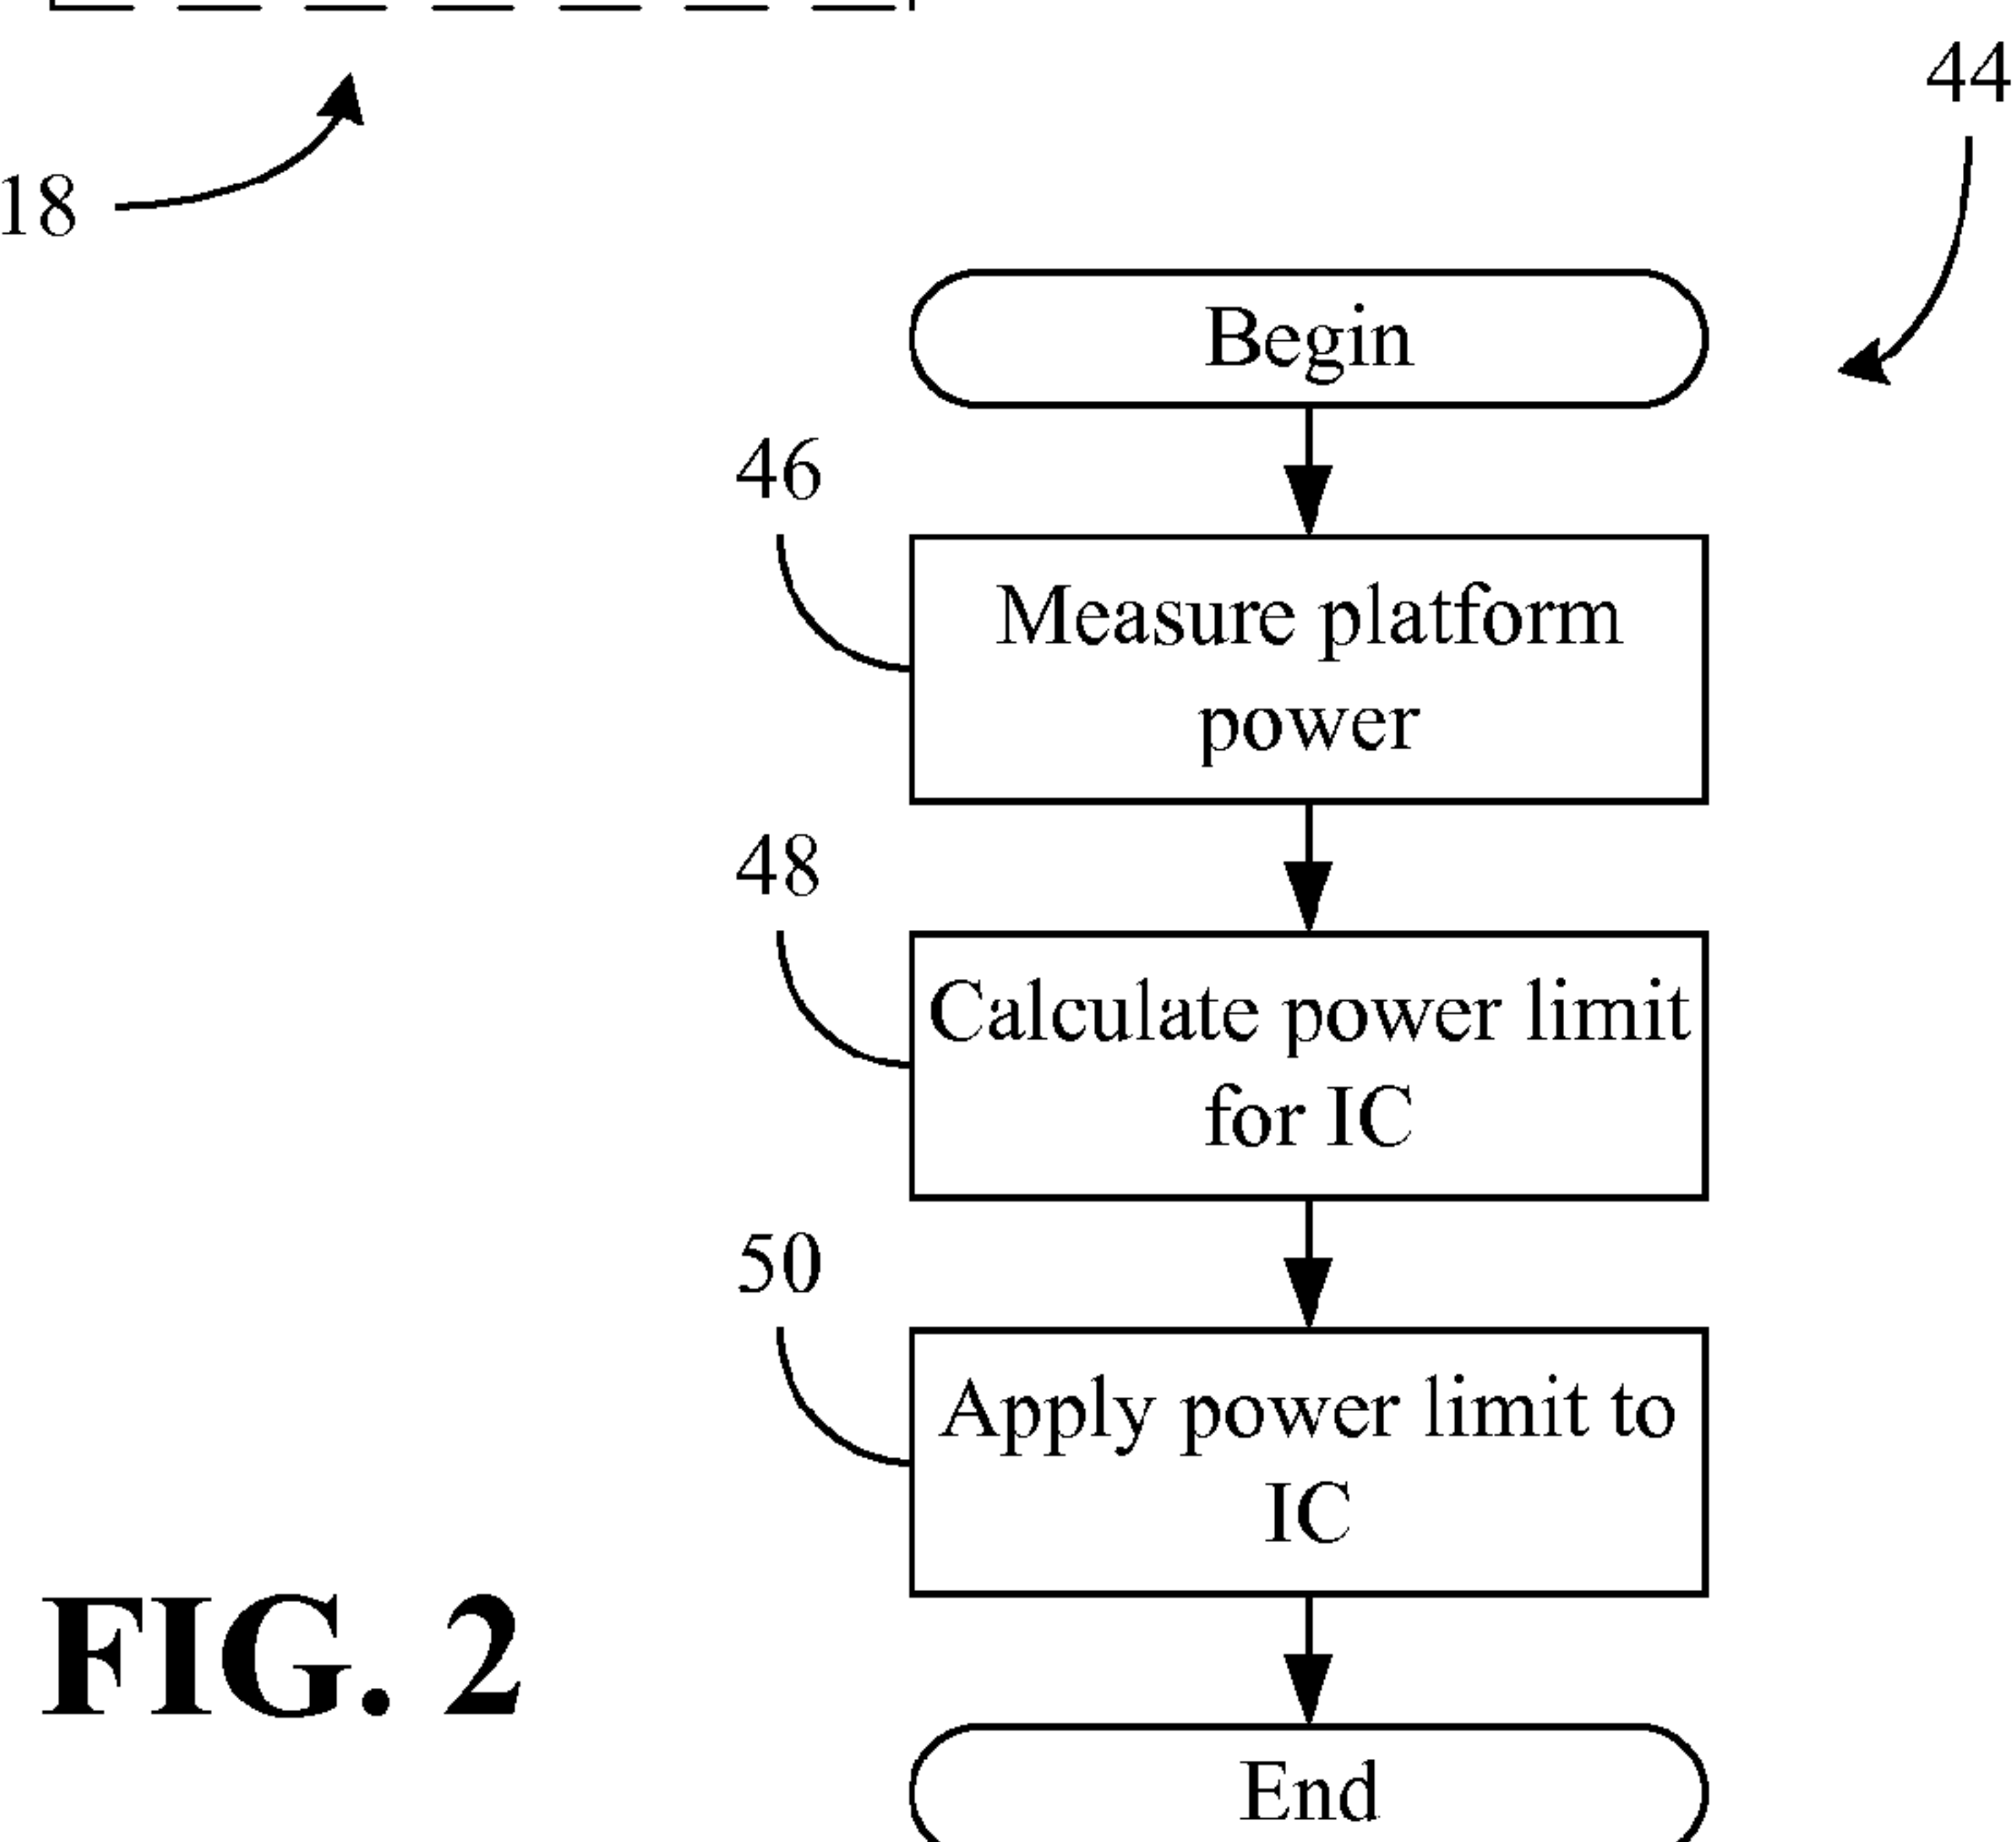 44
18
Begin
46
Measure platform
power
48
Calculate power limit
for IC
50
Apply power limit to
IC
FIG. 2
End